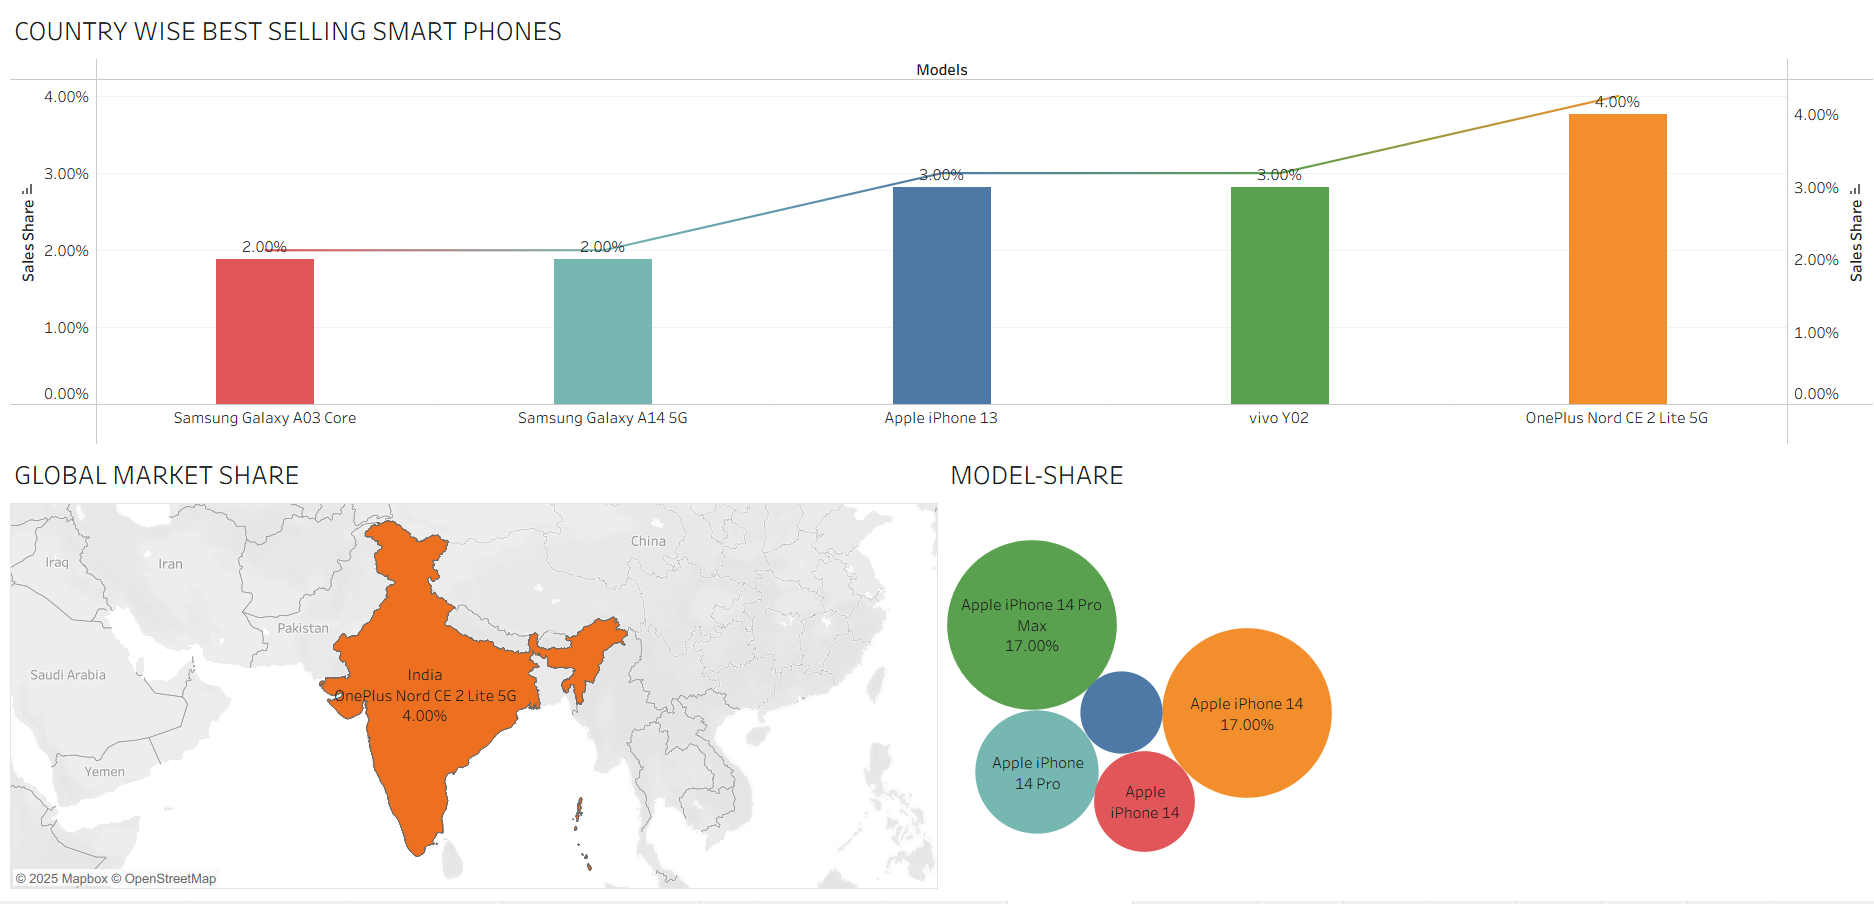 COUNTRY WISE BEST SELLING SMART PHONES
Models
4.00%
3.00%
2.00%
1.00%
0.00%
Sales Share
2.00%
2.00%
3.00%
3.00%
4.00%
4.00%
3.00%
2.00%
1.00%
0.00%
Sales Share
Samsung Galaxy A03 Core
Samsung Galaxy A14 5G
Apple iPhone 13
vivo Y02
OnePlus Nord CE 2 Lite 5G
GLOBAL MARKET SHARE
Iraq
Iran
China
Pakistan
Saudi Arabia
Yemen
India
OnePlus Nord CE 2 Lite 5G
4.00%
© 2025 Mapbox © OpenStreetMap
MODEL-SHARE
Apple iPhone 14 Pro
Max
17.00%
Apple iPhone 14
17.00%
Apple iPhone
14 Pro
Apple
iPhone 14